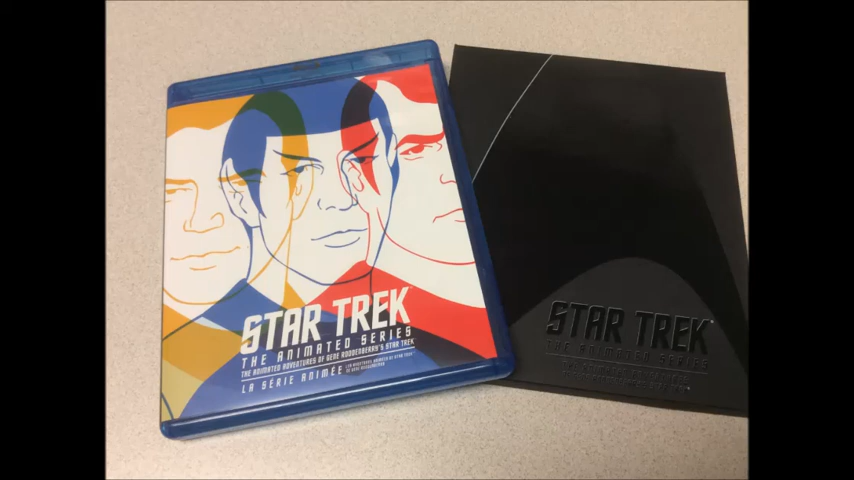 STAR TREK™
THE ANIMATED SERIES
THE ANIMATED ADVENTURES OF GENE RODDENBERRY'S STAR TREK
LA SÉRIE ANIMÉE
STAR TREK
THE ANIMATED SERIES